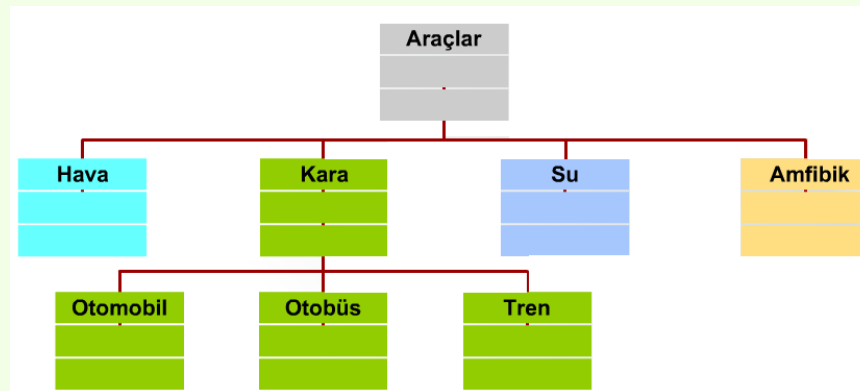 Araçlar
Hava
Kara
Su
Amfibik
Otomobil
Otobüs
Tren